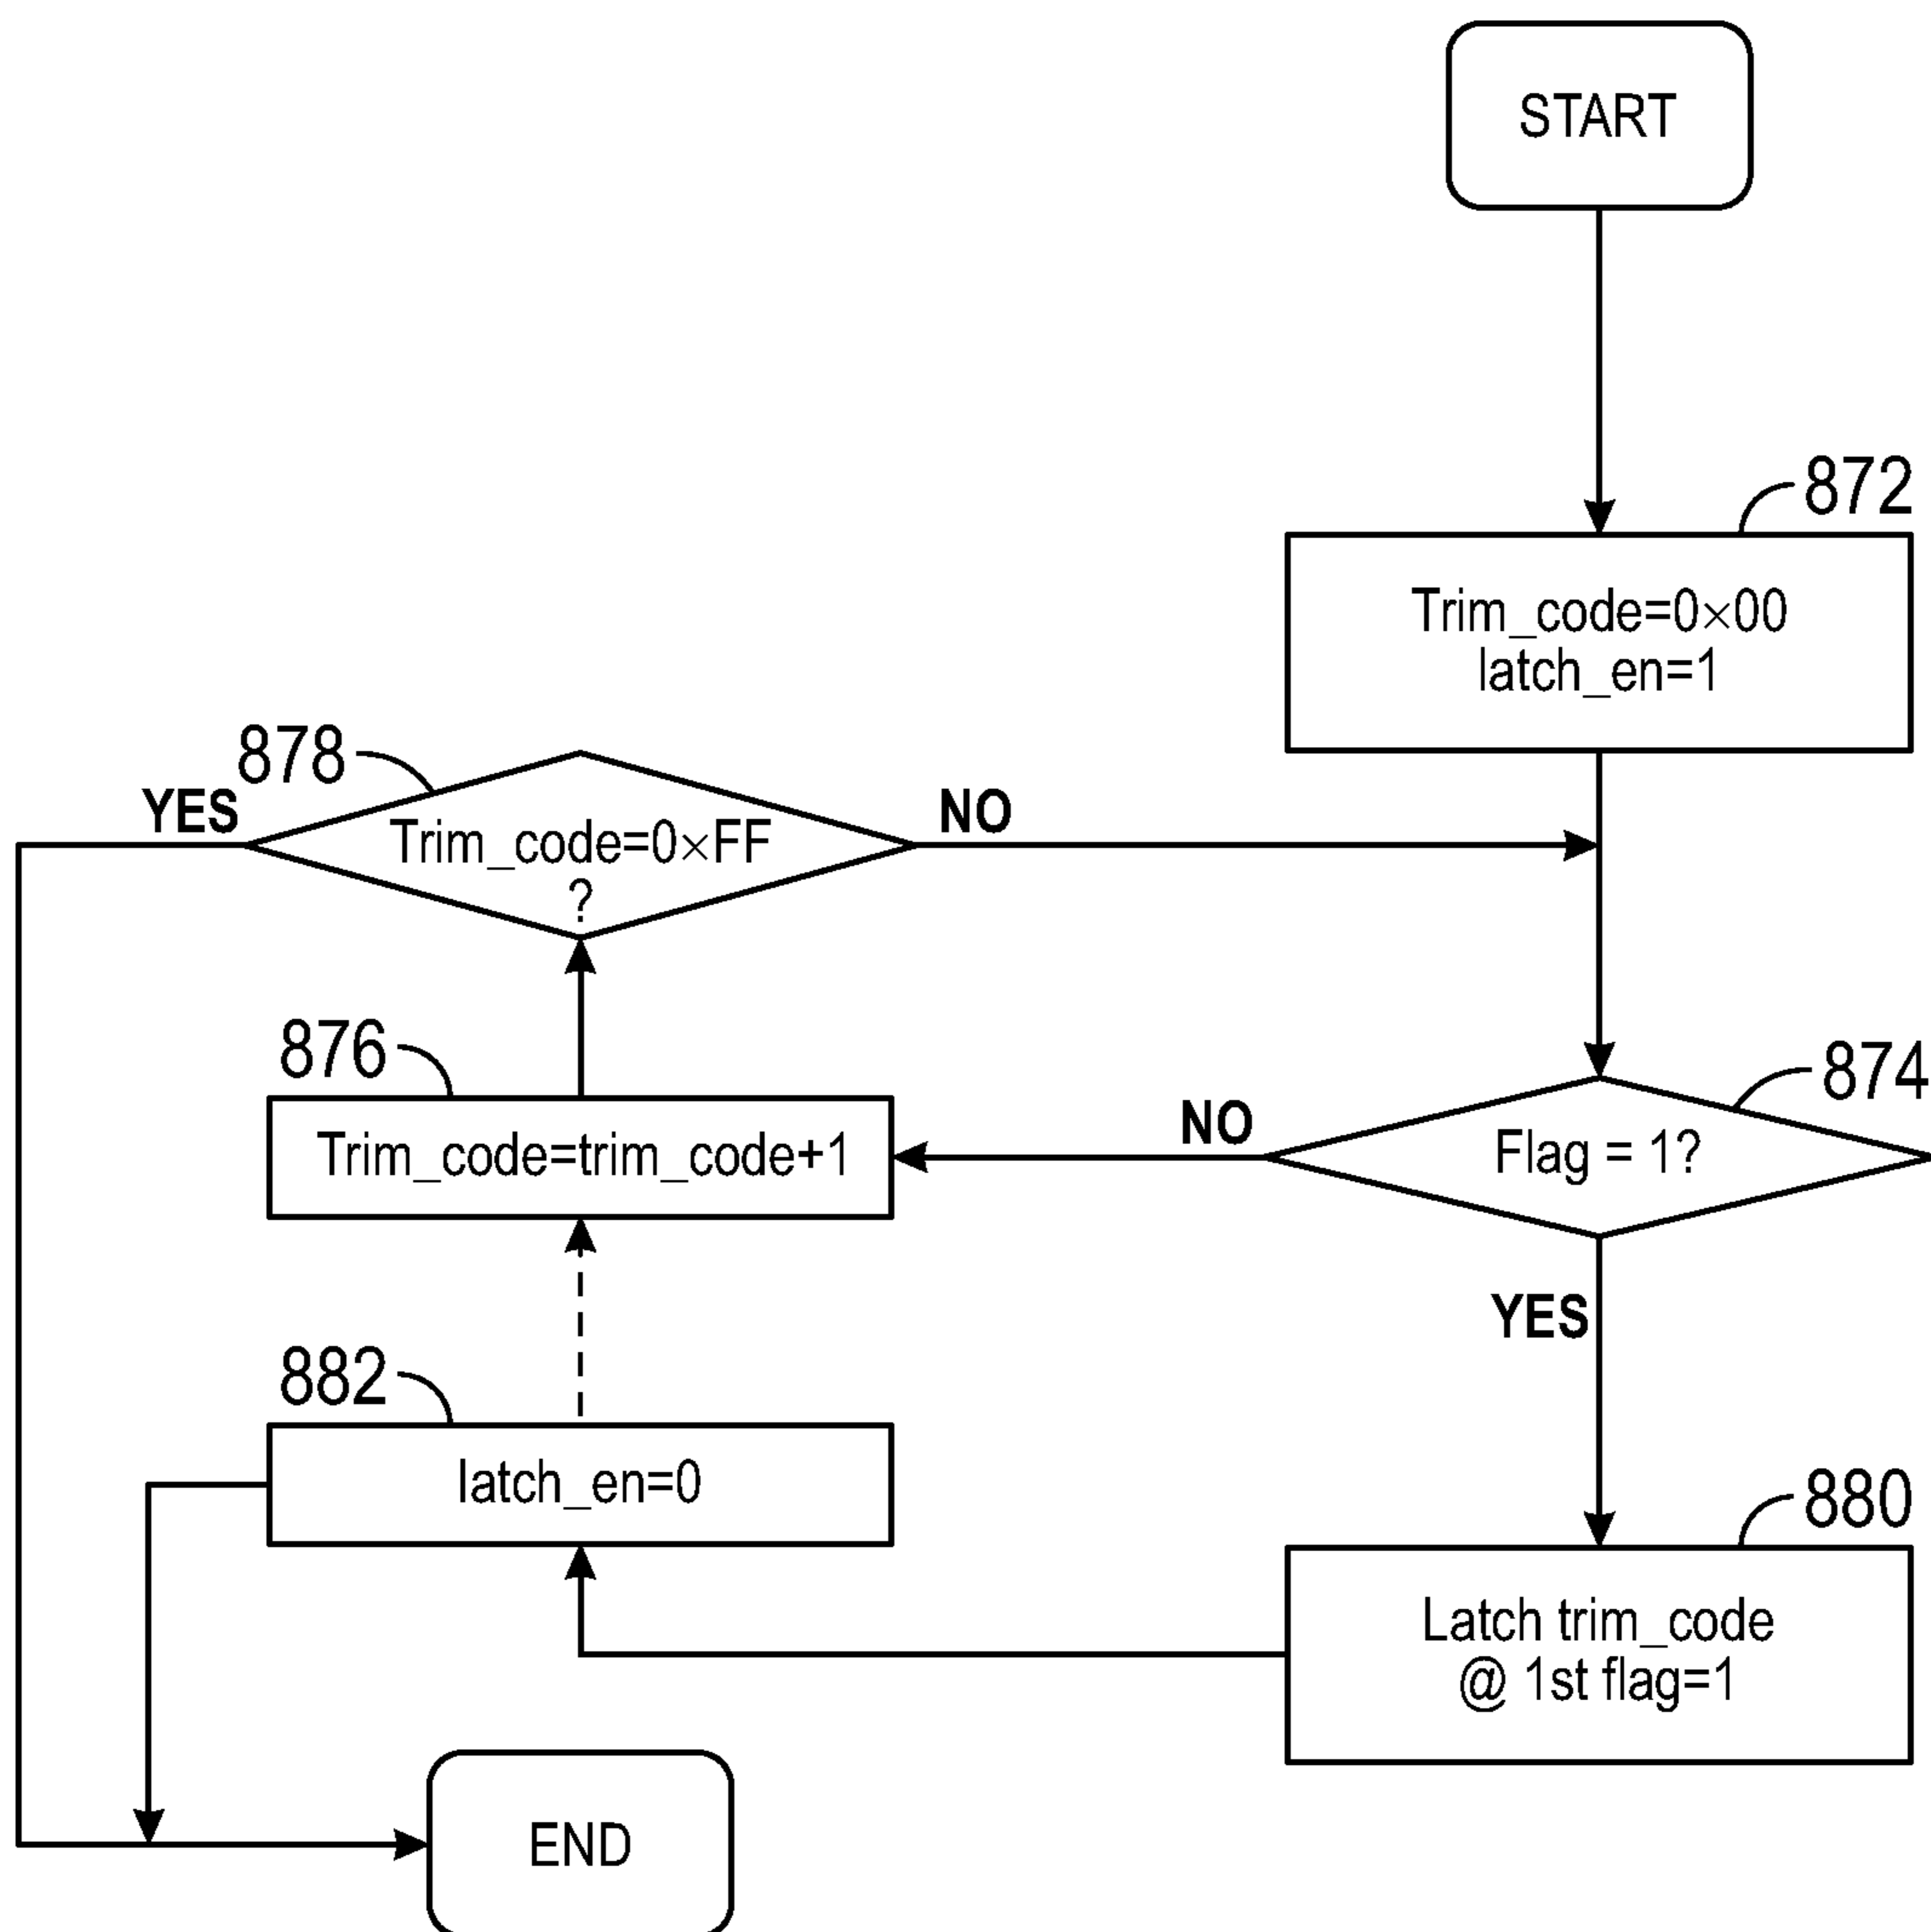 START
872
Trim_code=0×00
latch_en=1
878
YES
NO
Trim_code=0×FF
?
876
874
NO
Trim_code=trim_code+1
Flag = 1?
YES
882
latch_en=0
880
Latch trim_code
@ 1st flag=1
END